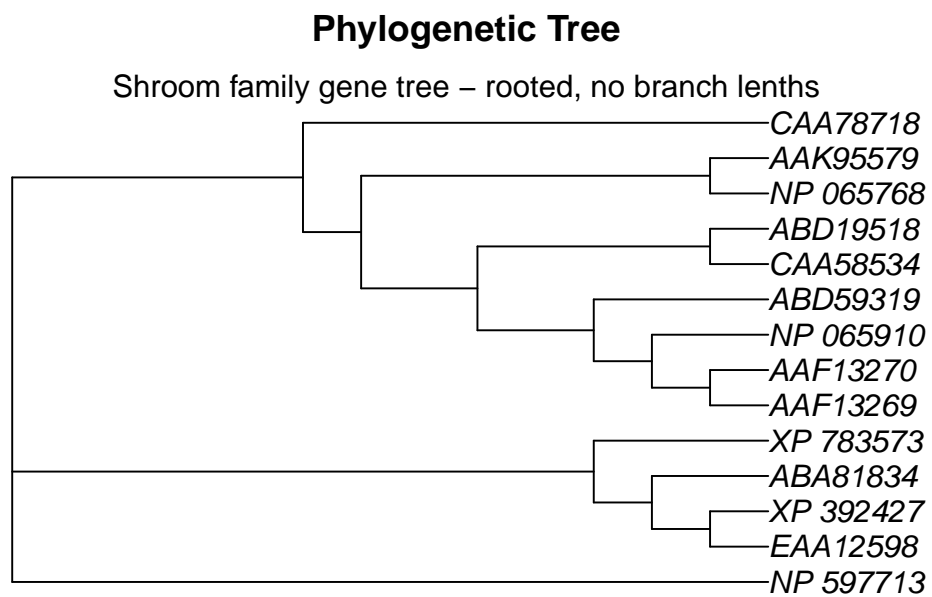 Phylogenetic Tree
Shroom family gene tree – rooted, no branch lenths
CAA78718
AAK95579
NP 065768
ABD19518
CAA58534
ABD59319
NP 065910
AAF13270
AAF13269
XP 783573
ABA81834
XP 392427
EAA12598
NP 597713